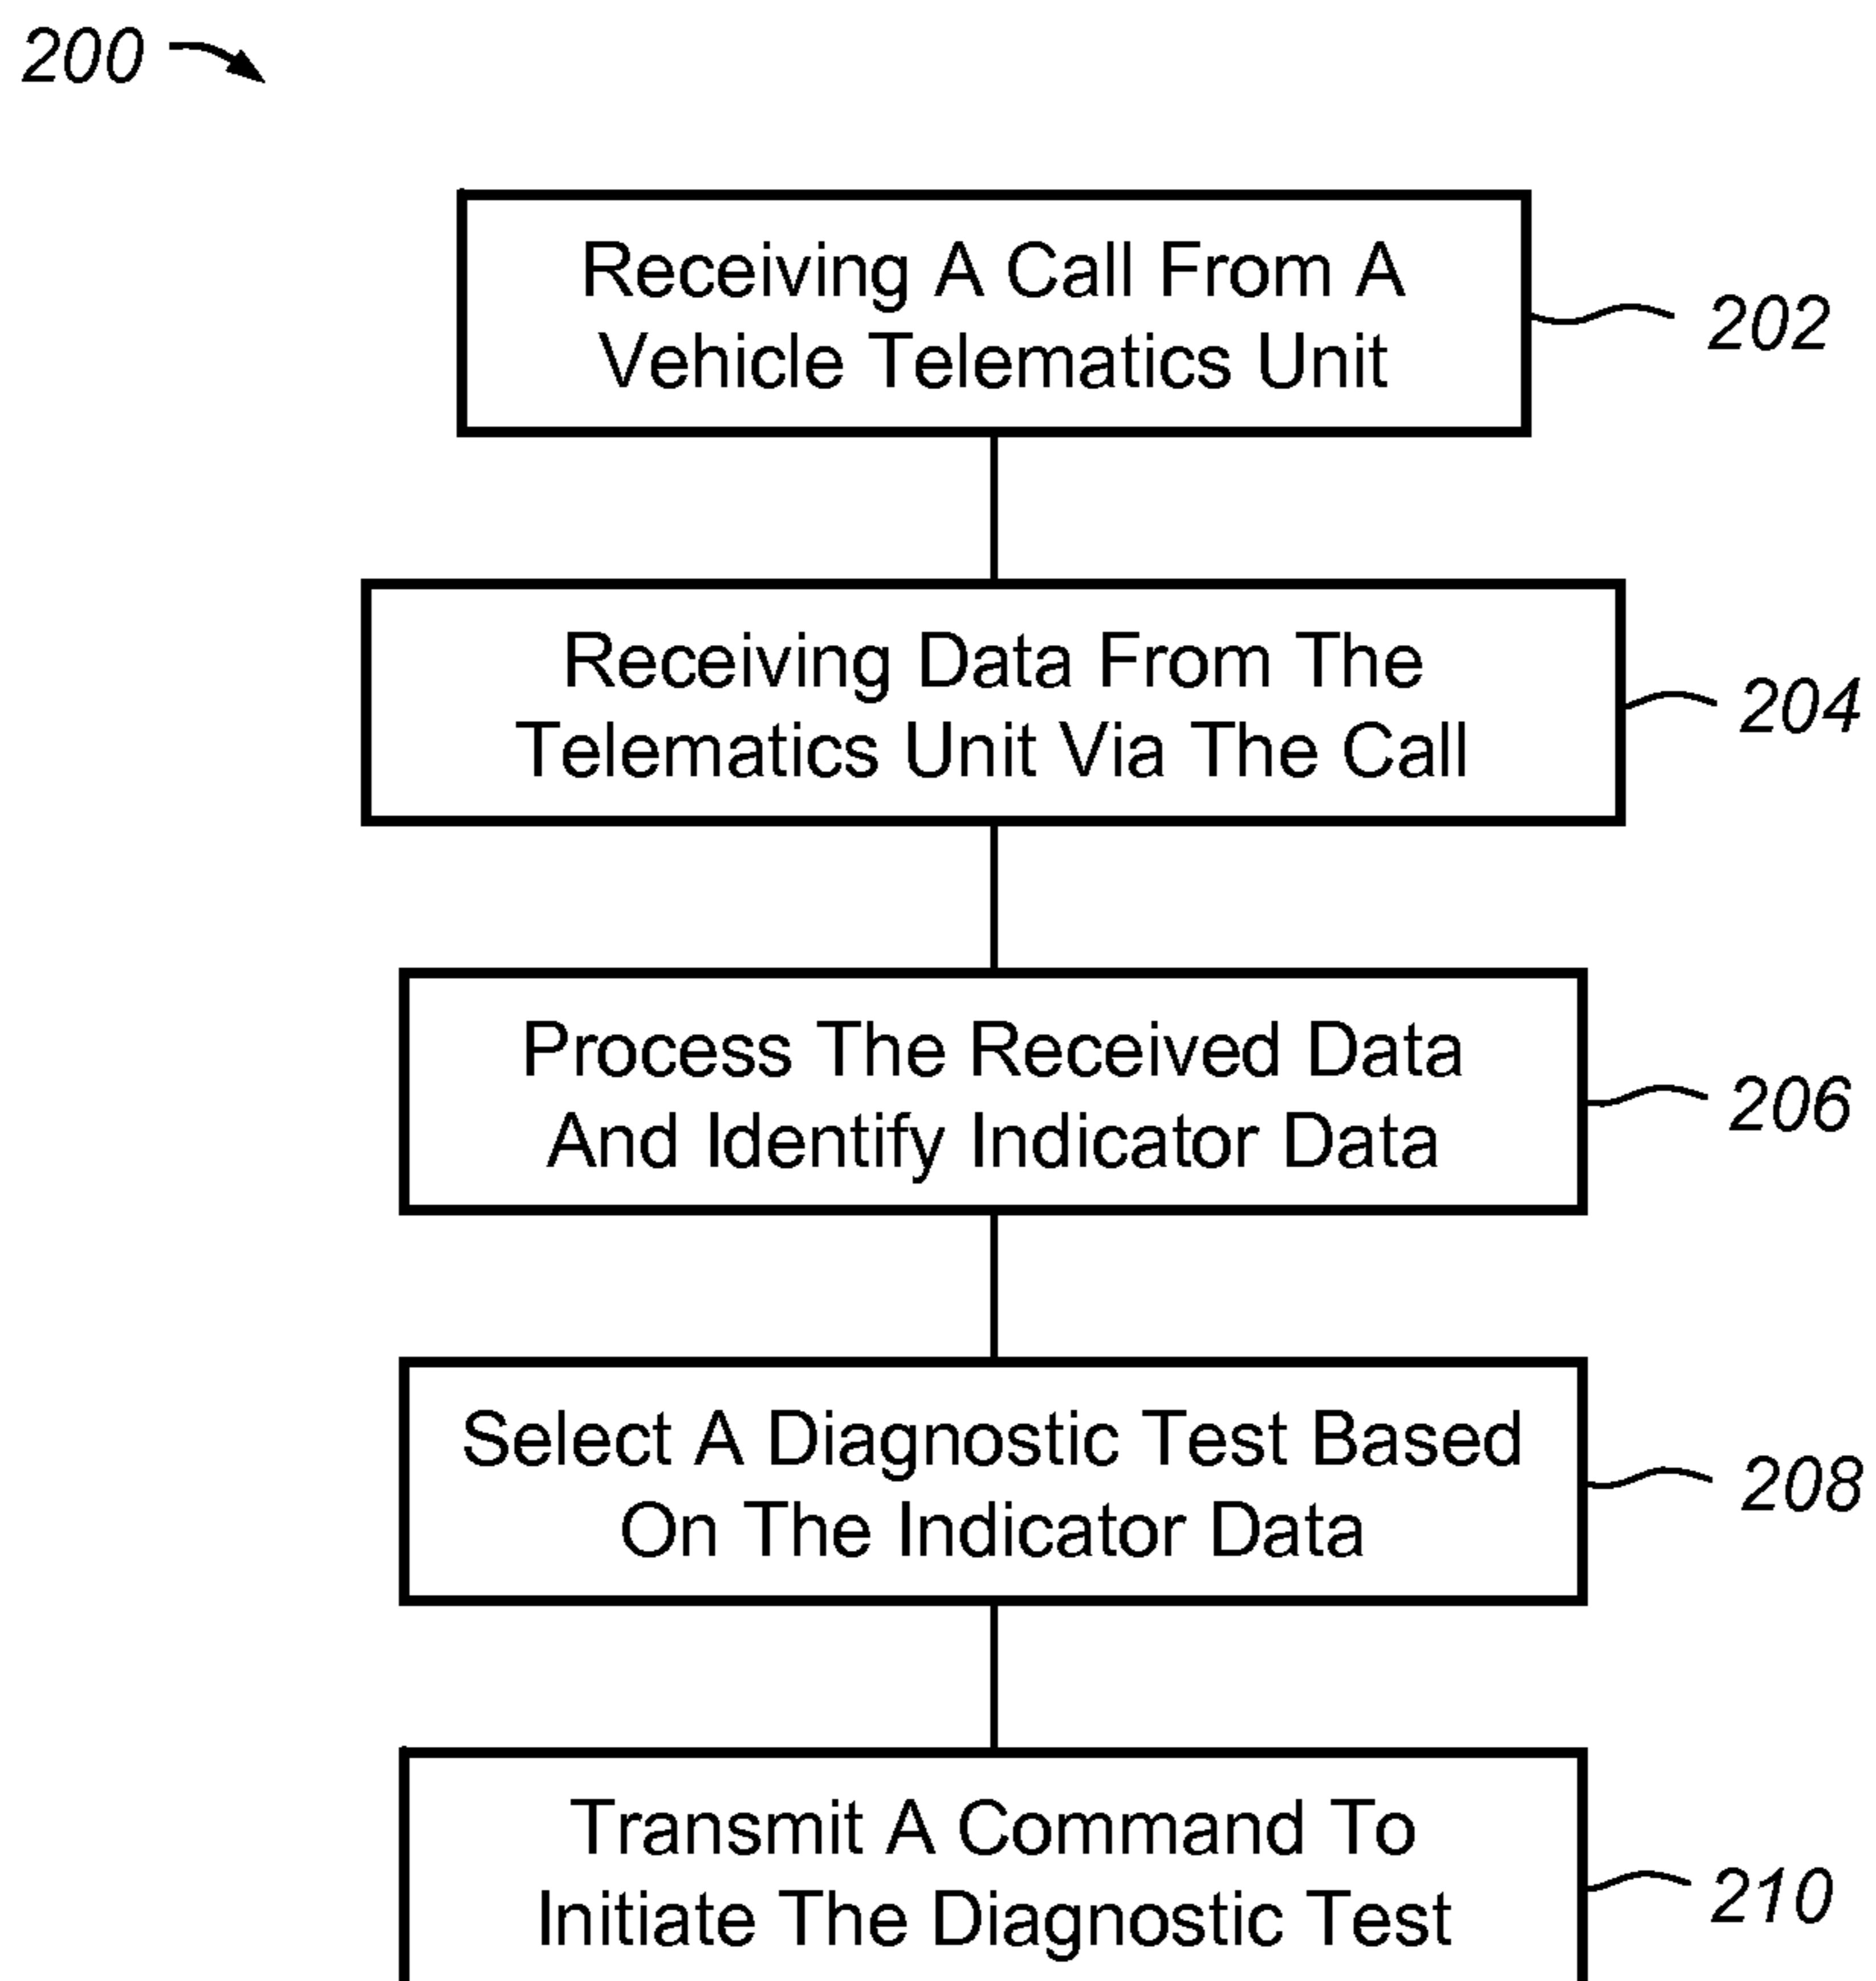 200
Receiving A Call From A
Vehicle Telematics Unit
202
Receiving Data From The
Telematics Unit Via The Call
204
Process The Received Data
And Identify Indicator Data
206
Select A Diagnostic Test Based
On The Indicator Data
208
Transmit A Command To
Initiate The Diagnostic Test
210